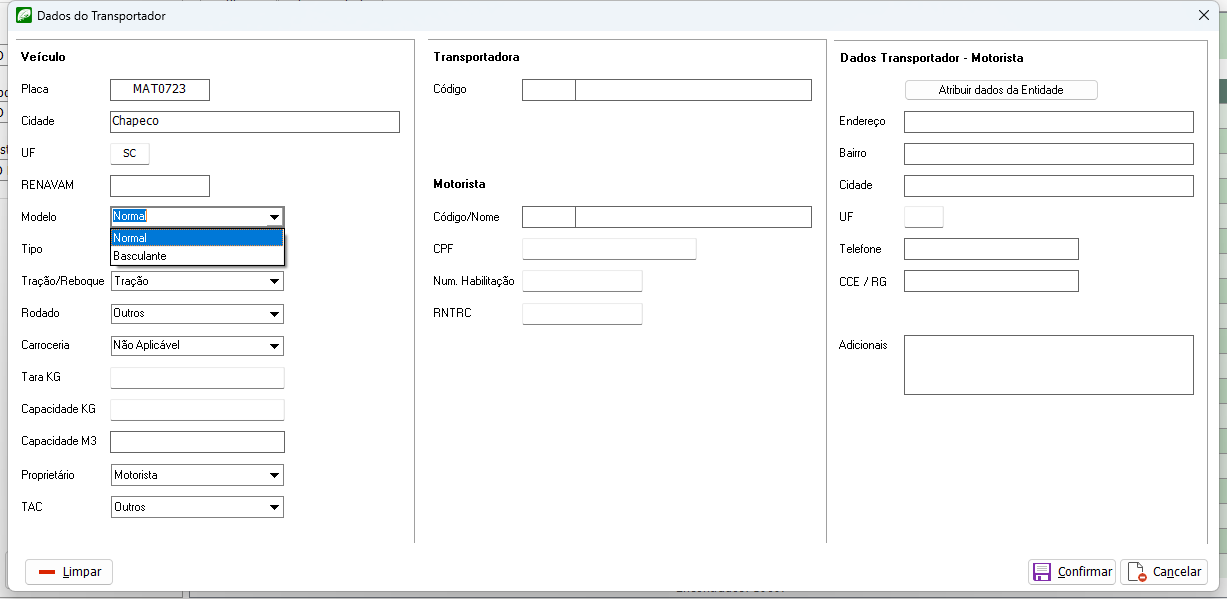 Dados do Transportador
Veículo
Placa MAT0723
Cidade Chapeco
UF SC
RENAVAM
Modelo Normal
Normal
Basculante
Tipo
Tração/Reboque Tração
Rodado Outros
Carroceria Não Aplicável
Tara KG
Capacidade KG
Capacidade M3
Proprietário Motorista
TAC Outros
Transportadora
Código
Motorista
Código/Nome
CPF
Num. Habilitação
RNTRC
Dados Transportador - Motorista
Atribuir dados da Entidade
Endereço
Bairro
Cidade
UF
Telefone
CCE / RG
Adicionais
Limpar
Confirmar
Cancelar